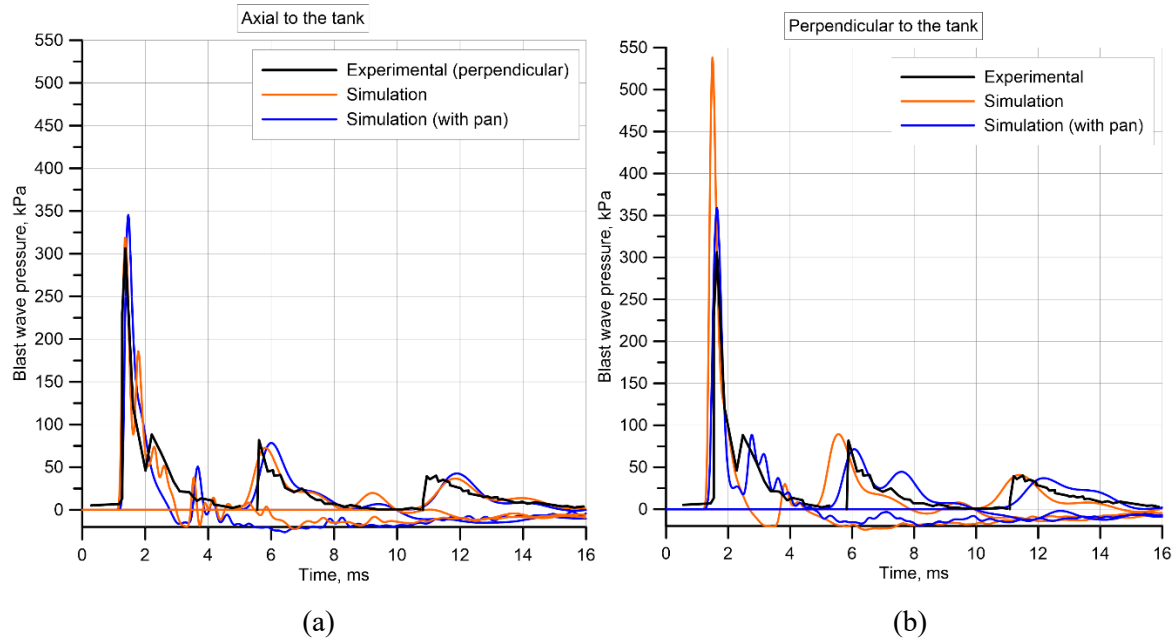 Axial to the tank
550
500
450
400
350
300
250
200
150
100
50
0
Blast wave pressure, kPa
Experimental (perpendicular)
Simulation
Simulation (with pan)
2 4 6 8 10 12 14 16
Time, ms
(a)
Perpendicular to the tank
550
500
450
400
350
300
250
200
150
100
50
0
Blast wave pressure, kPa
Experimental
Simulation
Simulation (with pan)
0 2 4 6 8 10 12 14 16
Time, ms
(b)